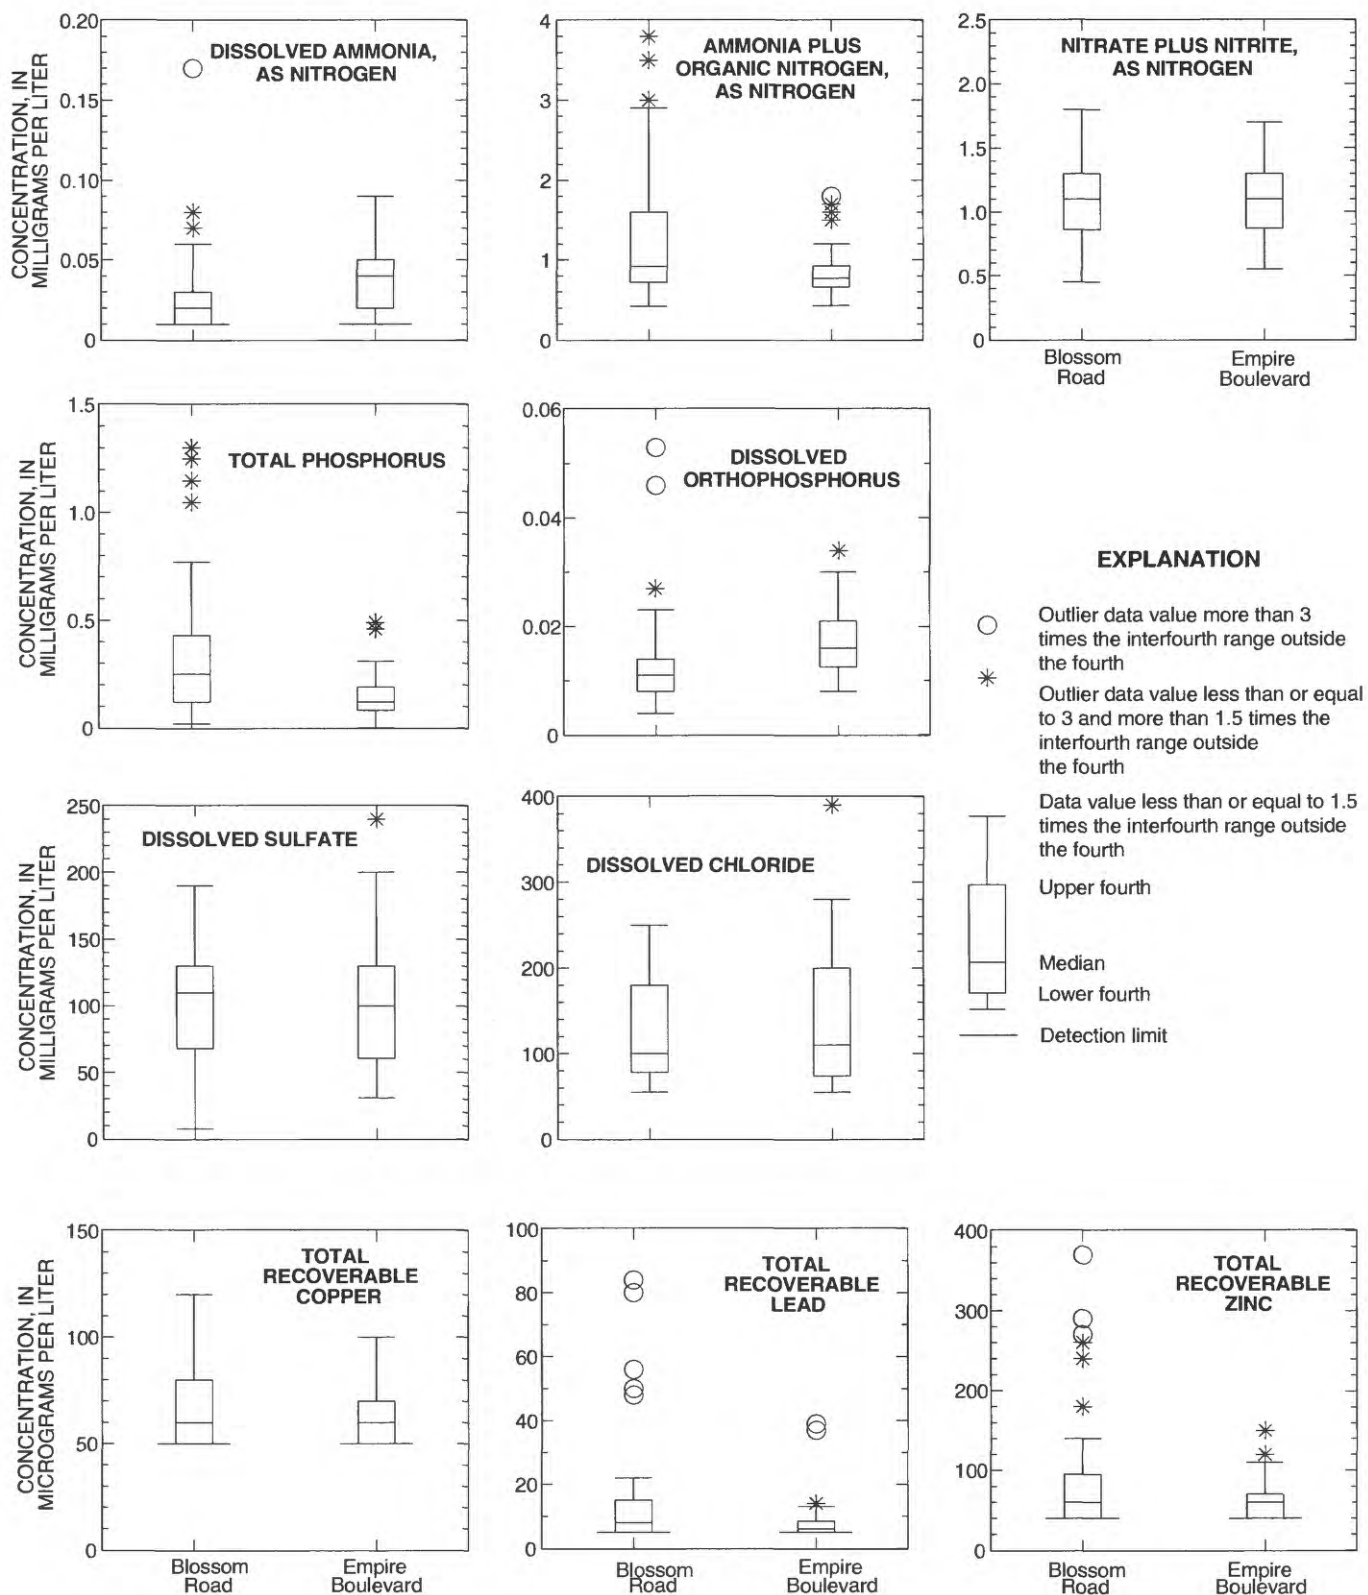 CONCENTRATION, IN
MILLIGRAMS PER LITER
0.20
0.15
0.10
0.05
0
DISSOLVED AMMONIA,
AS NITROGEN
4
3
2
1
0
AMMONIA PLUS
ORGANIC NITROGEN,
AS NITROGEN
2.5
2.0
1.5
1.0
0.5
0
NITRATE PLUS NITRITE,
AS NITROGEN
Blossom
Road
Empire
Boulevard
CONCENTRATION, IN
MILLIGRAMS PER LITER
1.5
1.0
0.5
0
TOTAL PHOSPHORUS
0.06
0.04
0.02
0
DISSOLVED
ORTHOPHOSPHORUS
EXPLANATION
Outlier data value more than 3
times the interfourth range outside
the fourth
Outlier data value less than or equal
to 3 and more than 1.5 times the
interfourth range outside
the fourth
Data value less than or equal to 1.5
times the interfourth range outside
the fourth
Upper fourth
Median
Lower fourth
Detection limit
CONCENTRATION, IN
MILLIGRAMS PER LITER
250
200
150
100
50
0
DISSOLVED SULFATE
400
300
200
100
0
DISSOLVED CHLORIDE
CONCENTRATION, IN
MICROGRAMS PER LITER
150
100
50
0
TOTAL
RECOVERABLE
COPPER
Blossom
Road
Empire
Boulevard
100
80
60
40
20
0
TOTAL
RECOVERABLE
LEAD
Blossom
Road
Empire
Boulevard
400
300
200
100
0
TOTAL
RECOVERABLE
ZINC
Blossom
Road
Empire
Boulevard